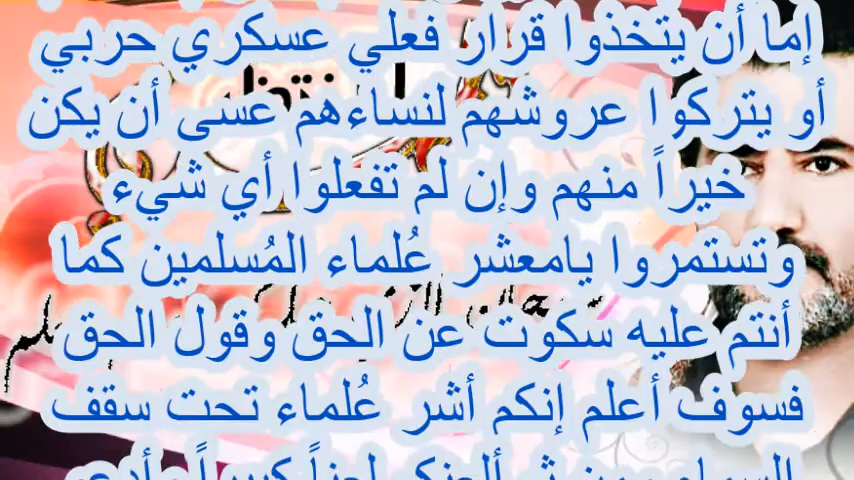 إما أن يتخذوا قرار فعلي عسكري حربي
أو يتركوا عروشهم لنساءهم عسى أن يكن
خيراً منهم وإن لم تفعلوا أي شيء
وتستمروا يامعشر عُلماء المُسلمين كما
أنتم عليه سكوت عن الحق وقول الحق
فسوف أعلم إنكم أشر عُلماء تحت سقف